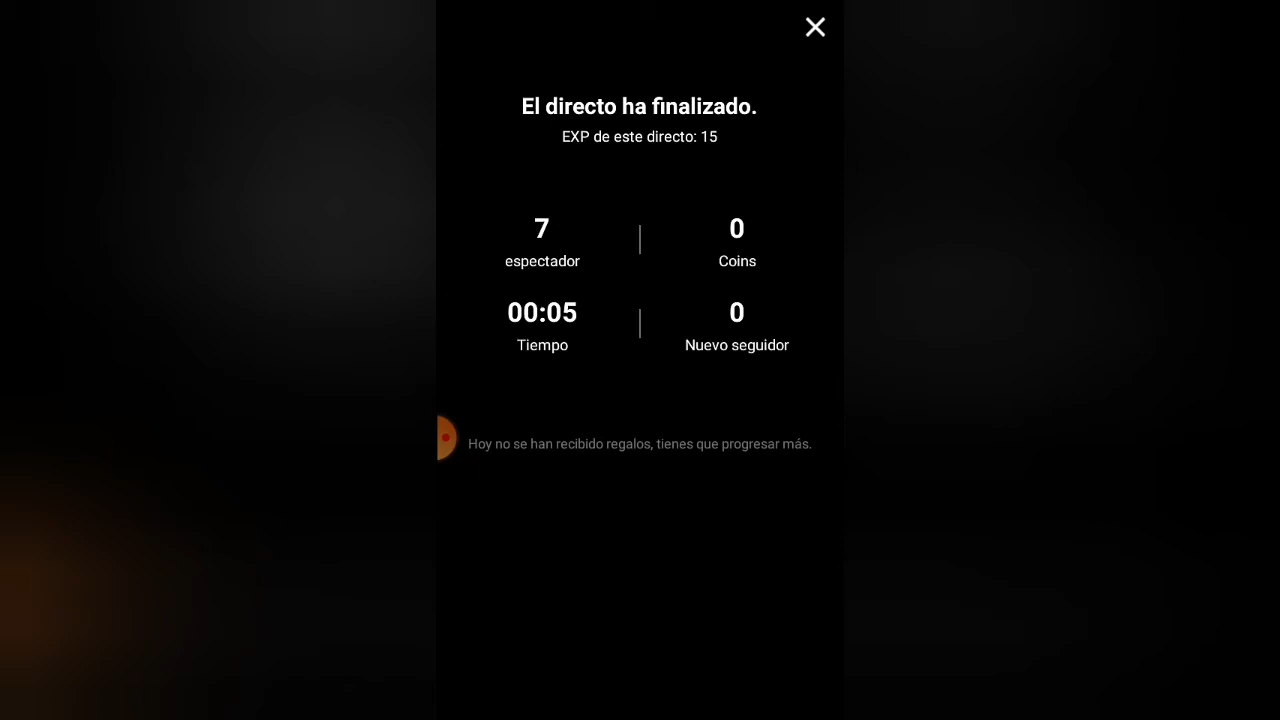 El directo ha finalizado.
EXP de este directo: 15
7
0
espectador
Coins
00:05
0
Tiempo
Nuevo seguidor
Hoy no se han recibido regalos, tienes que progresar más.